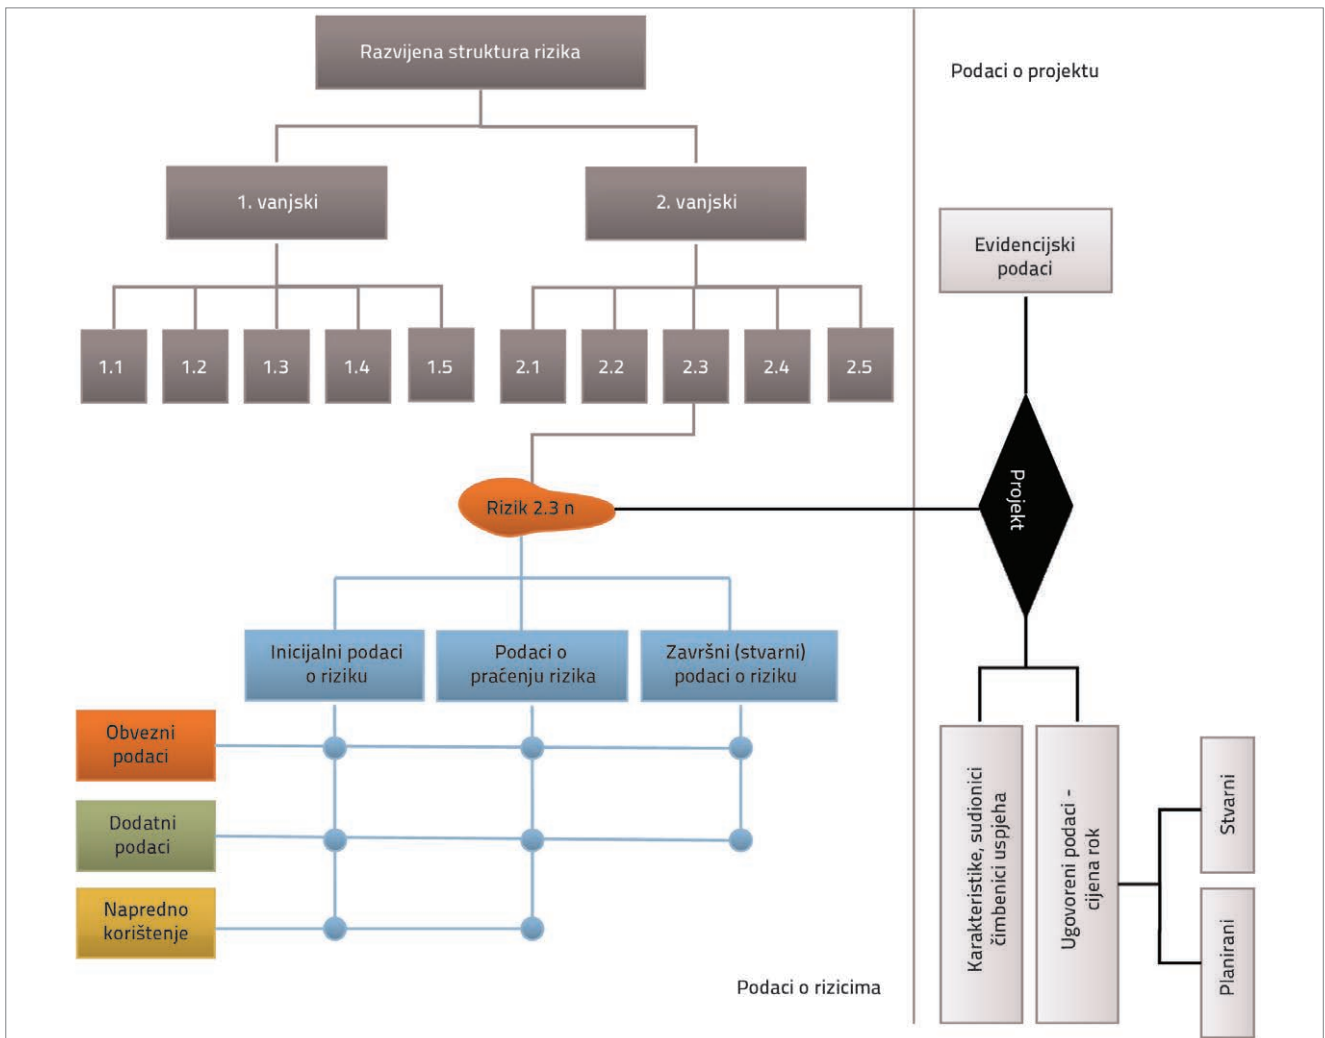 Razvijena struktura rizika
Podaci o projektu
1. vanjski
2. vanjski
Evidencijski
podaci
1.1
1.2
1.3
1.4
1.5
2.1
2.2
2.3
2.4
2.5
Rizik 2.3 n
Projekt
Inicijalni podaci
o riziku
Podaci o
praćenju rizika
Završni (stvarni)
podaci o riziku
Obvezni
podaci
Dodatni
podaci
Napredno
korištenje
Karakteristike, sudionici
čimbenici uspjeha
Ugovoreni podaci -
cijena rok
Stvarni
Planirani
Podaci o rizicima